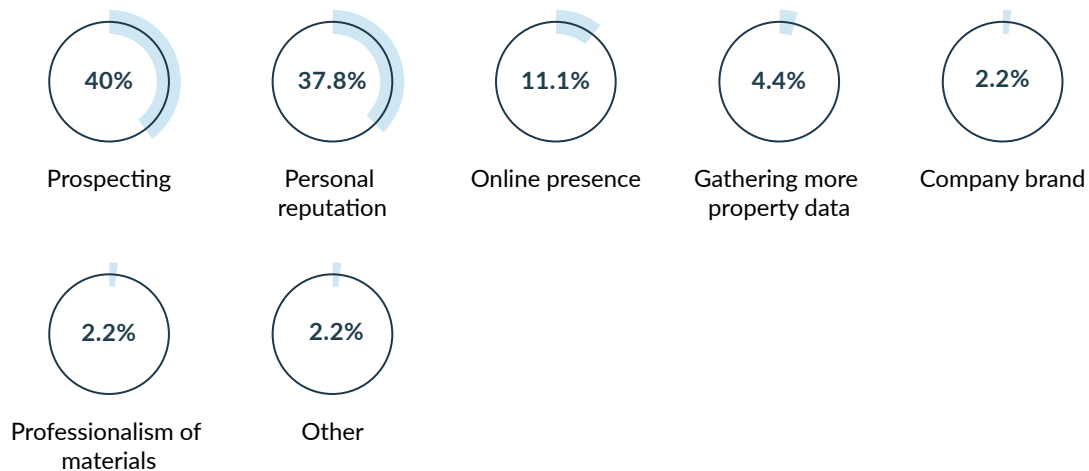 40%
37.8%
11.1%
4.4%
2.2%
Prospecting
Personal
reputation
Online presence
Gathering more
property data
Company brand
2.2%
2.2%
Professionalism of
materials
Other